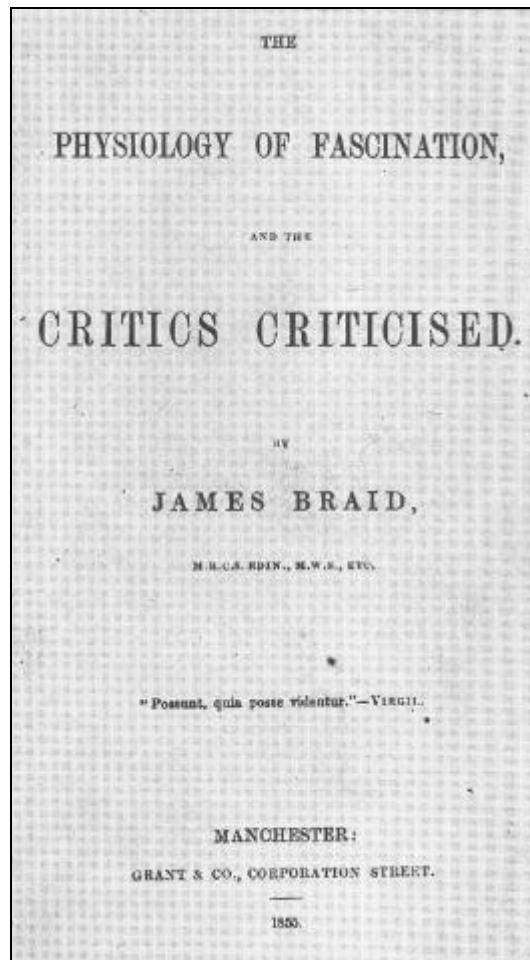 THE
PHYSIOLOGY OF FASCINATION,
AND THE
CRITICS CRITICISED.
BY
JAMES BRAID,
M.R.C.S. EDIN., M.W.S., ETC.
"Possunt, quia posse videntur."—VIRGIL.
MANCHESTER:
GRANT & CO., CORPORATION STREET.
1855.